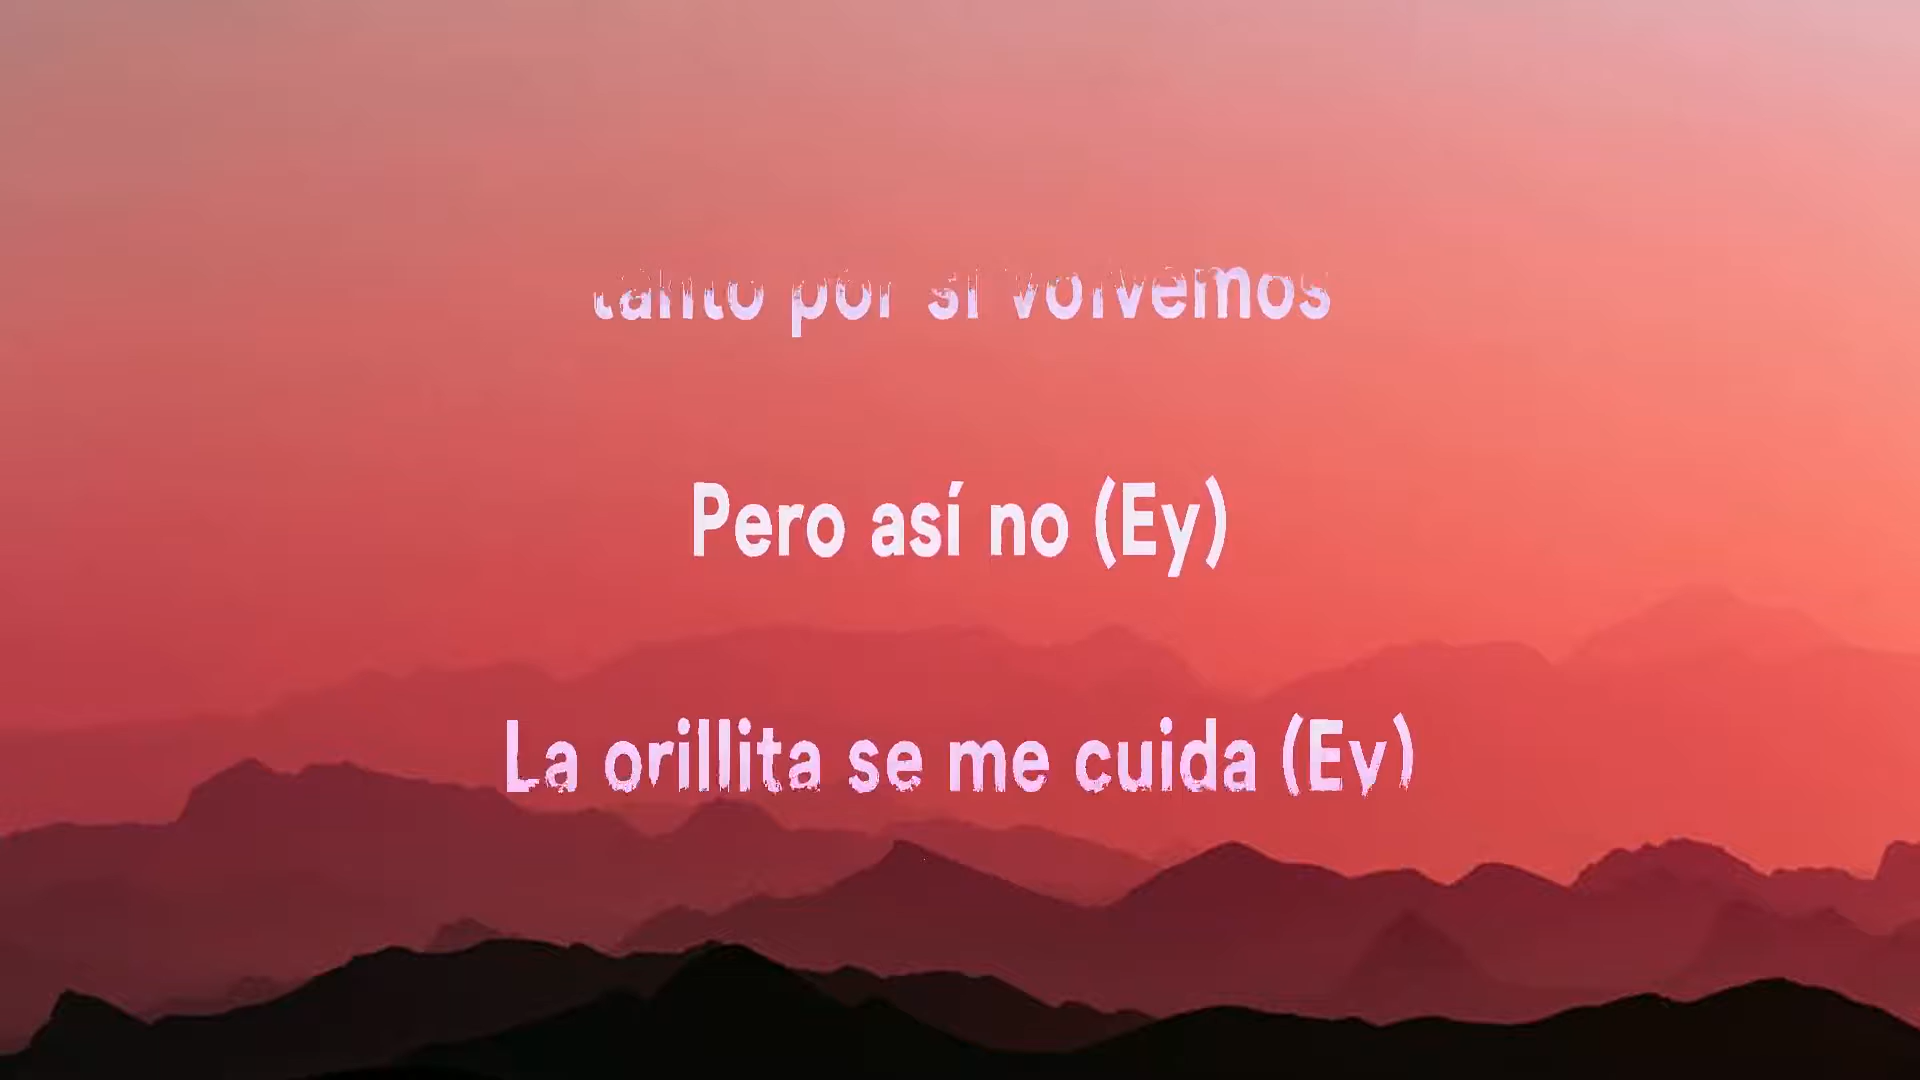 tanto por si volvemos
Pero así no (Ey)
La orillita se me cuida (Ey)